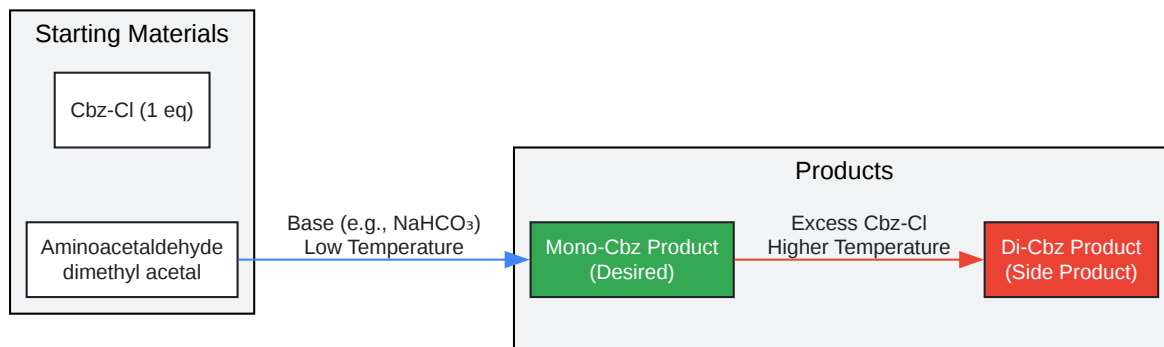 Starting Materials
Cbz-Cl (1 eq)
Aminoacetaldehyde
dimethyl acetal
Base (e.g., NaHCO₃)
Low Temperature
Products
Mono-Cbz Product
(Desired)
Excess Cbz-Cl
Higher Temperature
Di-Cbz Product
(Side Product)